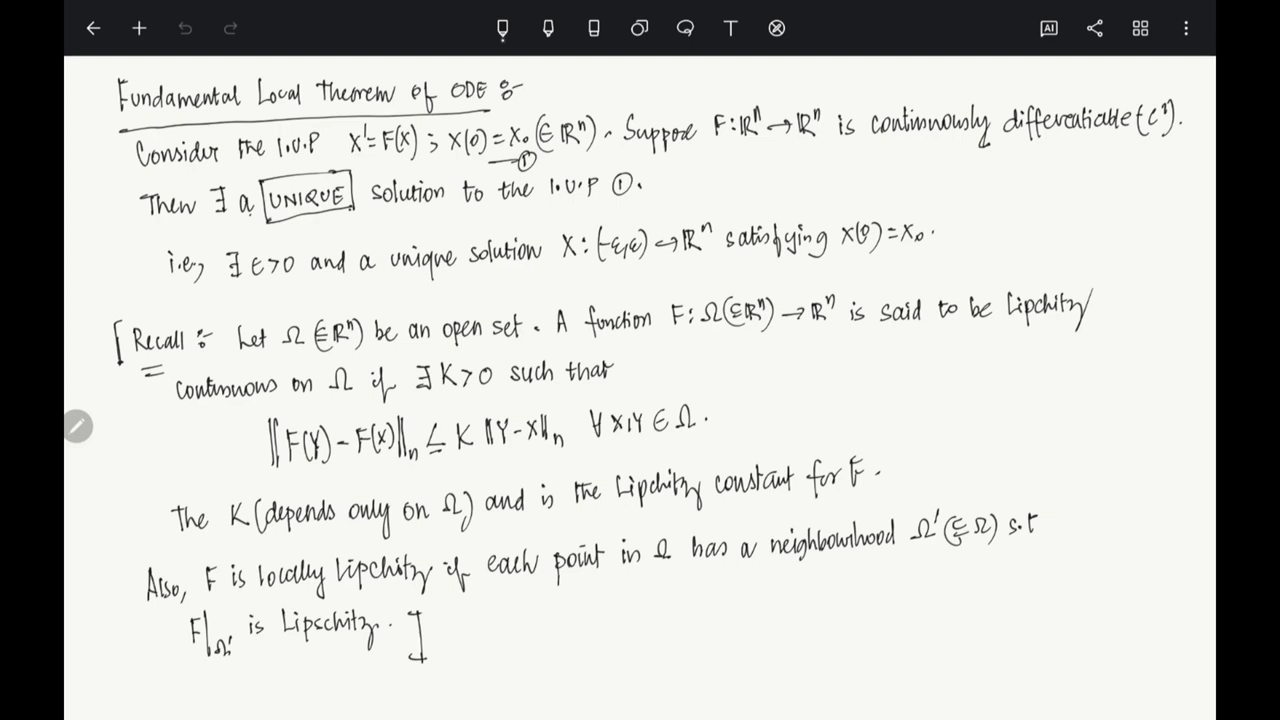 Fundamental Local Theorem of ODE :-
Consider the I.V.P X' = F(X) ; X(0) = X₀ (∈ ℝⁿ). Suppose F: ℝⁿ → ℝⁿ is continuously differentiable (C¹).
①
Then ∃ a UNIQUE solution to the I.V.P ①.
i.e, ∃ ε > 0 and a unique solution X: (-ε, ε) → ℝⁿ satisfying X(0) = X₀.
[ Recall :- Let Ω (⊆ ℝⁿ) be an open set. A function F: Ω (⊆ ℝⁿ) → ℝⁿ is said to be Lipchitz
continuous on Ω if ∃ K > 0 such that
‖F(Y) - F(X)‖ₙ ≤ K ‖Y - X‖ₙ ∀ X, Y ∈ Ω.
The K (depends only on Ω) and is the Lipchitz constant for F.
Also, F is locally Lipchitz if each point in Ω has a neighbourhood Ω' (⊆ Ω) s.t
F|Ω' is Lipschitz. ]
T
AI